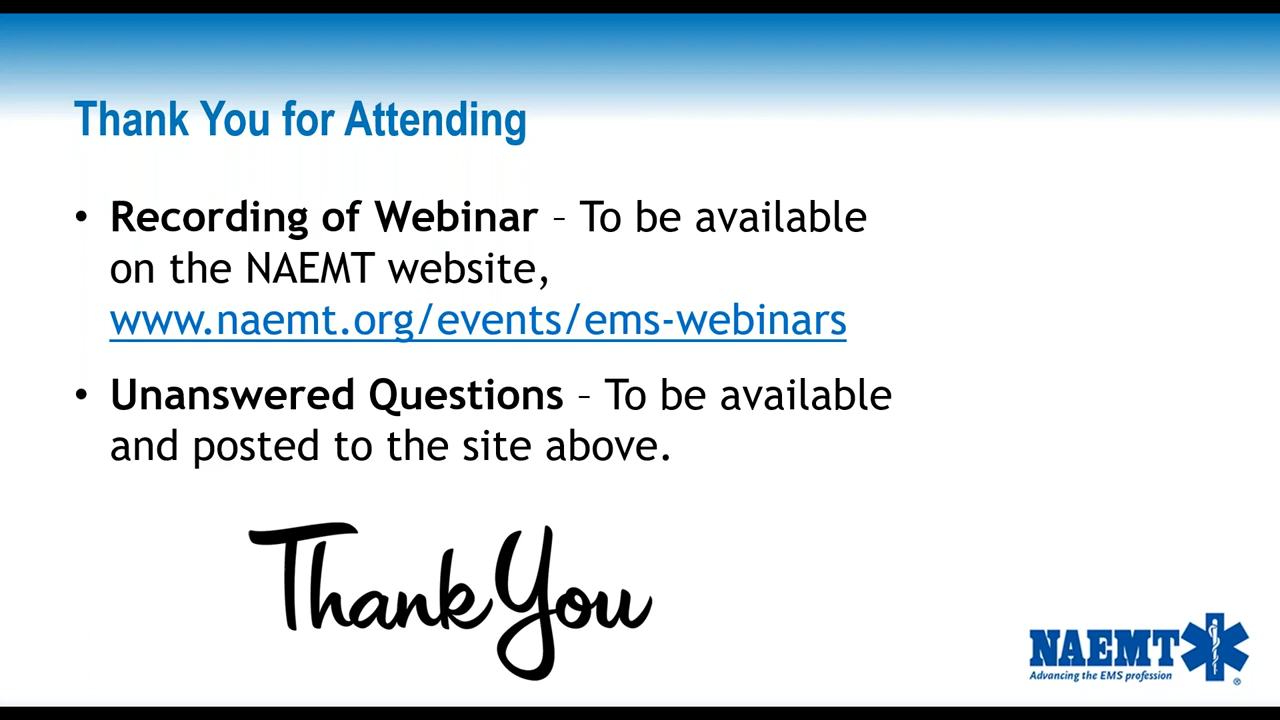 Thank You for Attending
• Recording of Webinar – To be available
on the NAEMT website,
www.naemt.org/events/ems-webinars
• Unanswered Questions – To be available
and posted to the site above.
Thank You
NAEMT
Advancing the EMS profession
®